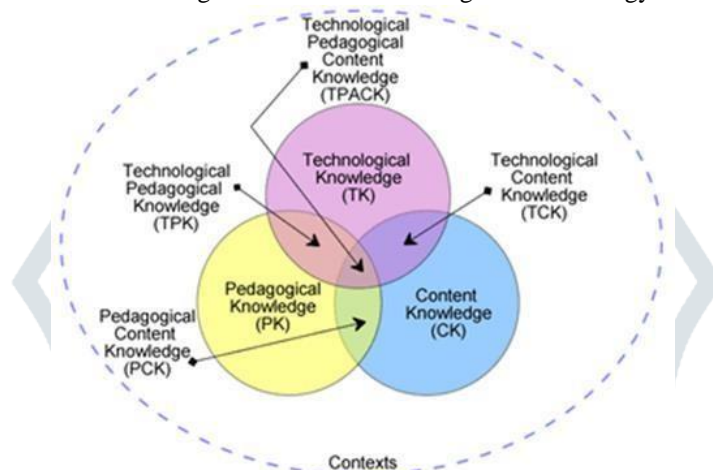 Technological
Pedagogical
Content
Knowledge
(TPACK)
Technological
Knowledge
(TK)
Technological
Pedagogical
Knowledge
(TPK)
Technological
Content
Knowledge
(TCK)
Pedagogical
Knowledge
(PK)
Content
Knowledge
(CK)
Pedagogical
Content
Knowledge
(PCK)
Contexts